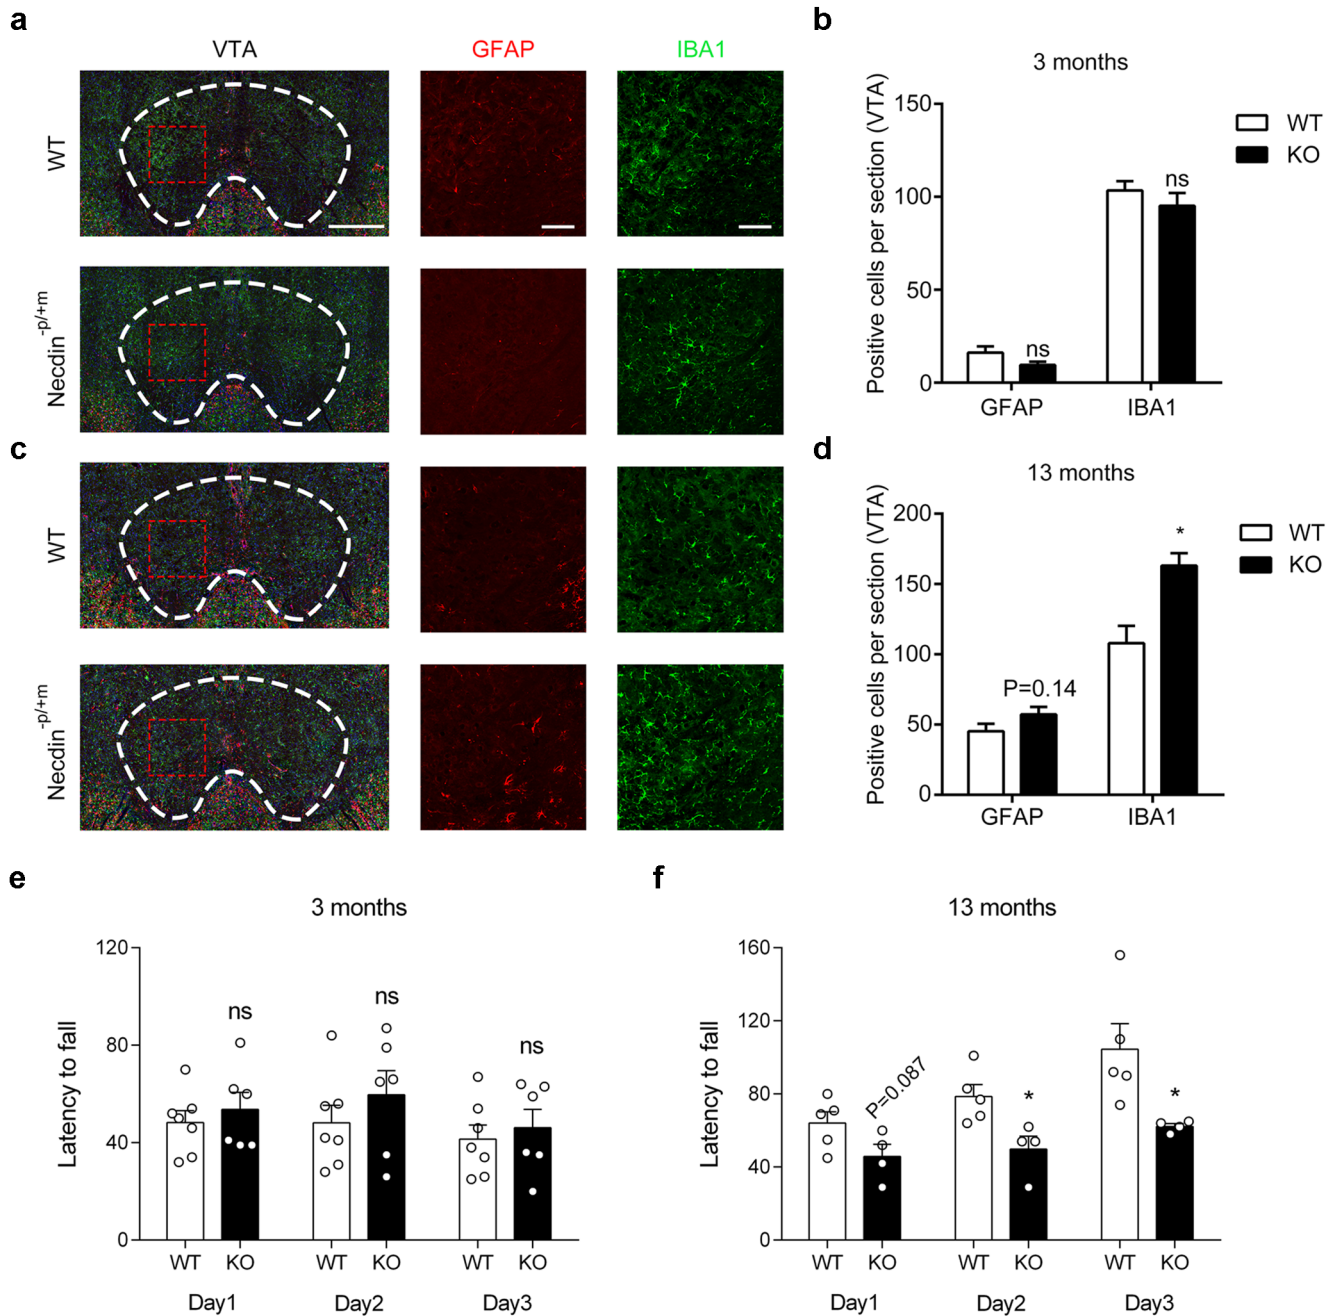 a
VTA
GFAP
IBA1
WT
Necdin-p/+m
b
3 months
Positive cells per section (VTA)
150
100
50
0
ns
ns
GFAP
IBA1
WT
KO
c
WT
Necdin-p/+m
d
13 months
Positive cells per section (VTA)
200
150
100
50
0
P=0.14
*
GFAP
IBA1
WT
KO
e
3 months
Latency to fall
120
80
40
0
ns
ns
ns
WT KO WT KO WT KO
Day1 Day2 Day3
f
13 months
Latency to fall
160
120
80
40
0
P=0.087
*
*
WT KO WT KO WT KO
Day1 Day2 Day3